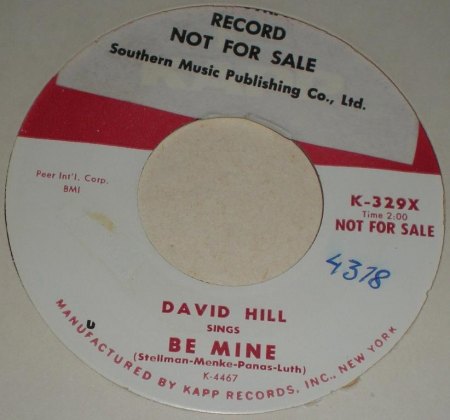 RECORD
NOT FOR SALE
Southern Music Publishing Co., Ltd.
Peer Int'l. Corp.
BMI
K-329X
Time 2:00
NOT FOR SALE
4378
DAVID HILL
SINGS
BE MINE
(Stellman-Menke-Panas-Luth)
K-4467
U
MANUFACTURED BY KAPP RECORDS, INC., NEW YORK